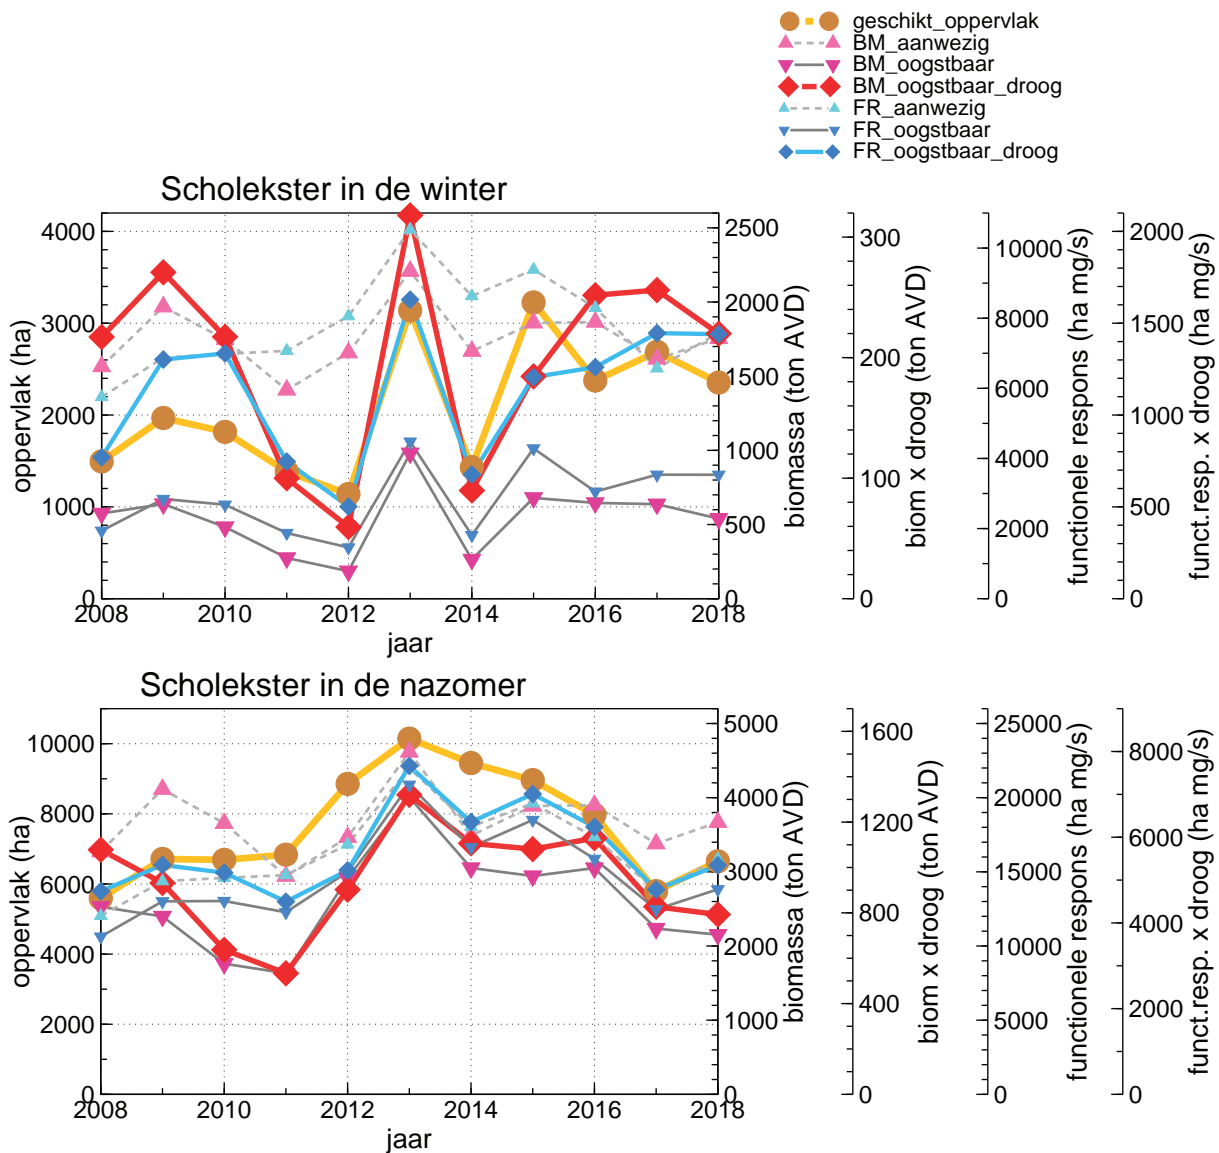 geschikt_oppervlak
BM_aanwezig
BM_oogstbaar
BM_oogstbaar_droog
FR_aanwezig
FR_oogstbaar
FR_oogstbaar_droog
Scholekster in de winter
oppervlak (ha)
4000
3000
2000
1000
0
2008 2010 2012 2014 2016 2018
jaar
biomassa (ton AVD)
2500
2000
1500
1000
500
0
biom x droog (ton AVD)
300
200
100
0
functionele respons (ha mg/s)
10000
8000
6000
4000
2000
0
funct.resp. x droog (ha mg/s)
2000
1500
1000
500
0
Scholekster in de nazomer
oppervlak (ha)
10000
8000
6000
4000
2000
0
2008 2010 2012 2014 2016 2018
jaar
biomassa (ton AVD)
5000
4000
3000
2000
1000
0
biom x droog (ton AVD)
1600
1200
800
400
0
functionele respons (ha mg/s)
25000
20000
15000
10000
5000
0
funct.resp. x droog (ha mg/s)
8000
6000
4000
2000
0